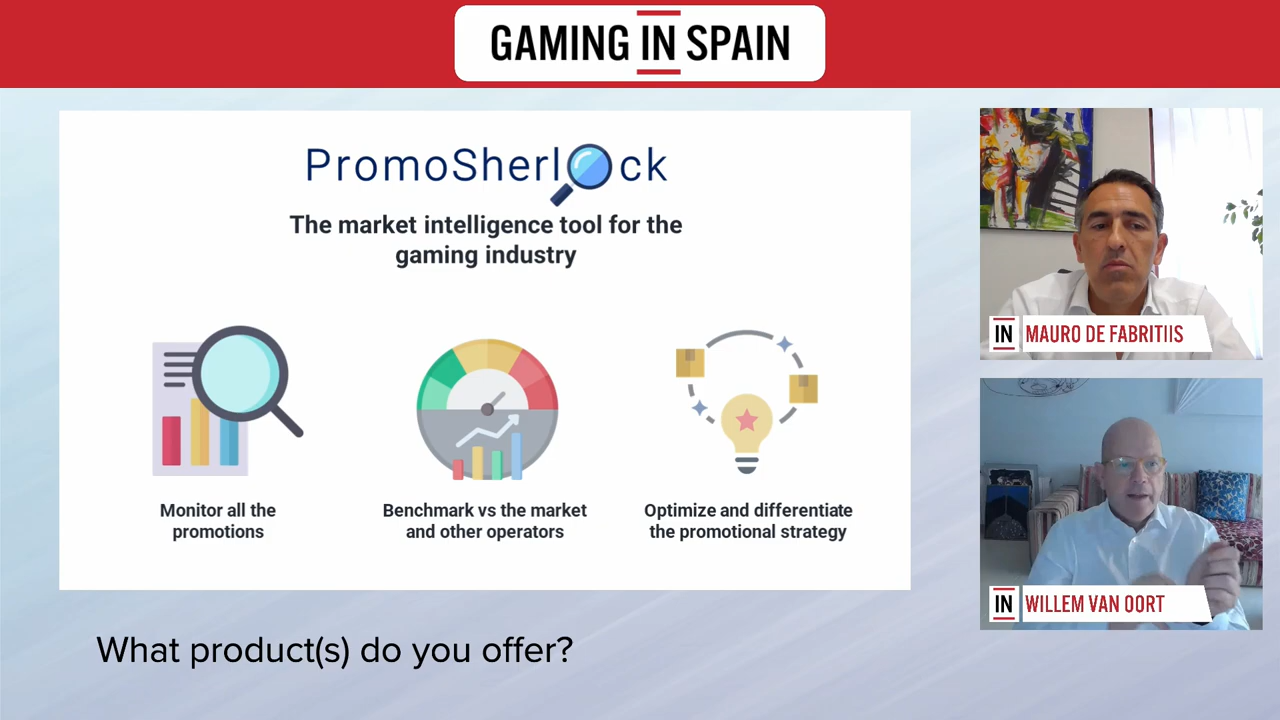 GAMING IN SPAIN
PromoSherlock
The market intelligence tool for the
gaming industry
Monitor all the
promotions
Benchmark vs the market
and other operators
Optimize and differentiate
the promotional strategy
IN MAURO DE FABRITIIS
IN WILLEM VAN OORT
What product(s) do you offer?